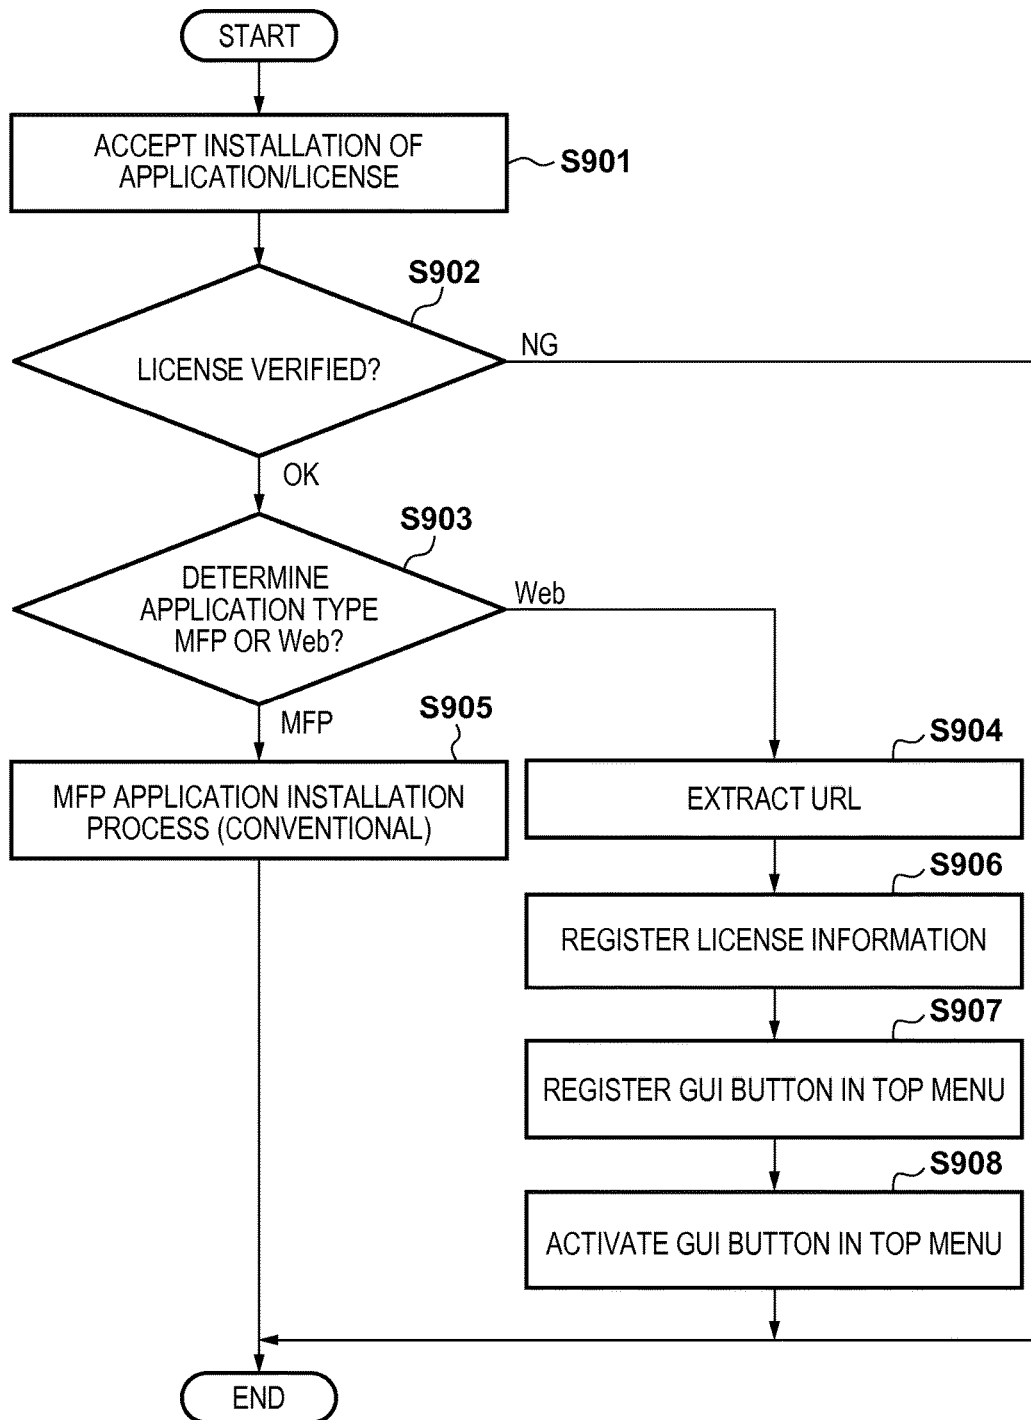 START
ACCEPT INSTALLATION OF
APPLICATION/LICENSE
S901
S902
LICENSE VERIFIED?
NG
OK
S903
DETERMINE
APPLICATION TYPE
MFP OR Web?
Web
MFP
S905
MFP APPLICATION INSTALLATION
PROCESS (CONVENTIONAL)
S904
EXTRACT URL
S906
REGISTER LICENSE INFORMATION
S907
REGISTER GUI BUTTON IN TOP MENU
S908
ACTIVATE GUI BUTTON IN TOP MENU
END